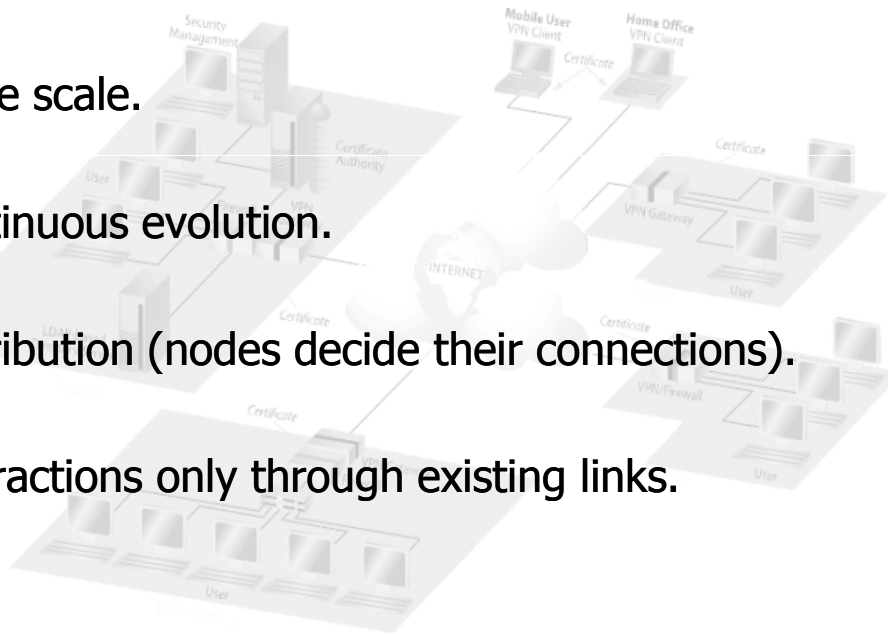 Security
Management
Mobile User
VPN Client
Home Office
VPN Client
Certificate
e scale.
Certificate
Authority
Certificate
User
VPN
tinuous evolution.
VPN Gateway
INTERNET
User
Certificate
Certificate
ribution (nodes decide their connections).
VPN/Firewall
Certificate
ractions only through existing links.
User
User